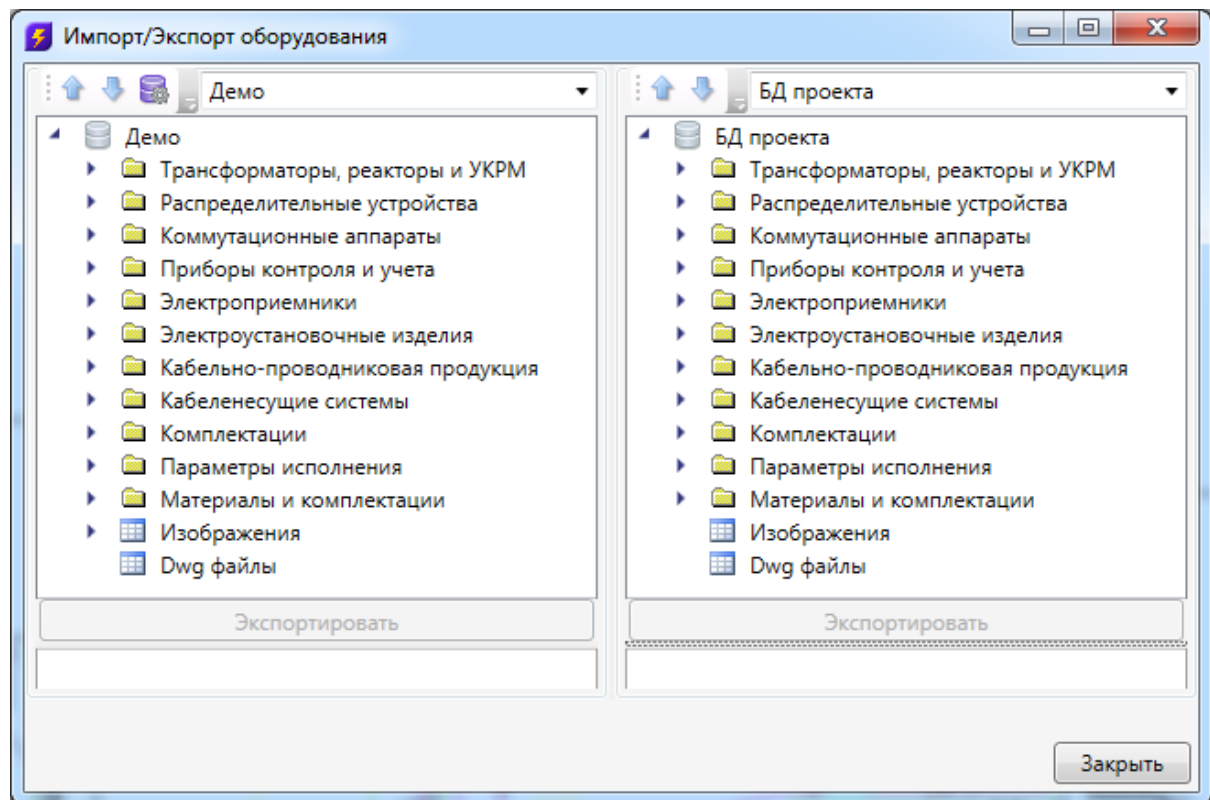 Импорт/Экспорт оборудования
Демо
Демо
Трансформаторы, реакторы и УКРМ
Распределительные устройства
Коммутационные аппараты
Приборы контроля и учета
Электроприемники
Электроустановочные изделия
Кабельно-проводниковая продукция
Кабеленесущие системы
Комплектации
Параметры исполнения
Материалы и комплектации
Изображения
Dwg файлы
Экспортировать
БД проекта
БД проекта
Трансформаторы, реакторы и УКРМ
Распределительные устройства
Коммутационные аппараты
Приборы контроля и учета
Электроприемники
Электроустановочные изделия
Кабельно-проводниковая продукция
Кабеленесущие системы
Комплектации
Параметры исполнения
Материалы и комплектации
Изображения
Dwg файлы
Экспортировать
Закрыть